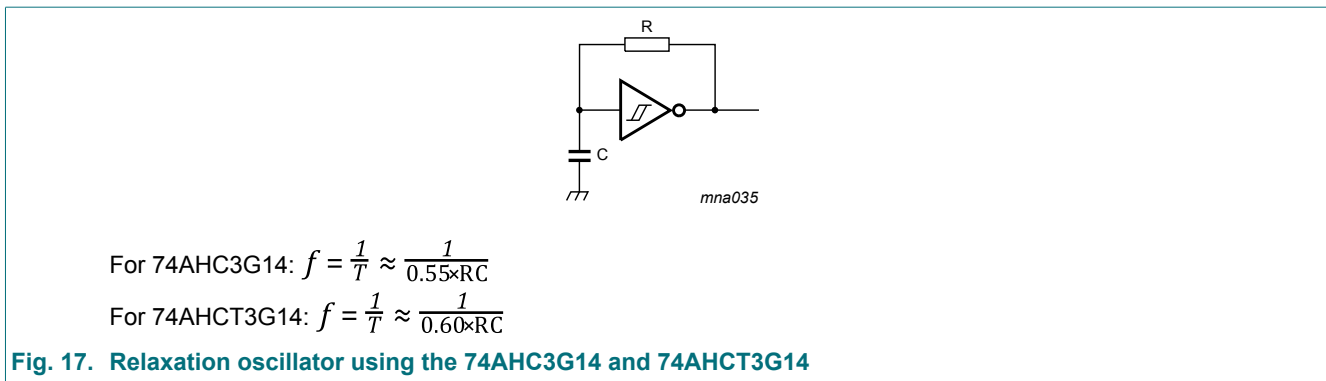 R
C
mna035
For 74AHC3G14: f = 1/T ≈ 1/0.55×RC
For 74AHCT3G14: f = 1/T ≈ 1/0.60×RC
Fig. 17. Relaxation oscillator using the 74AHC3G14 and 74AHCT3G14